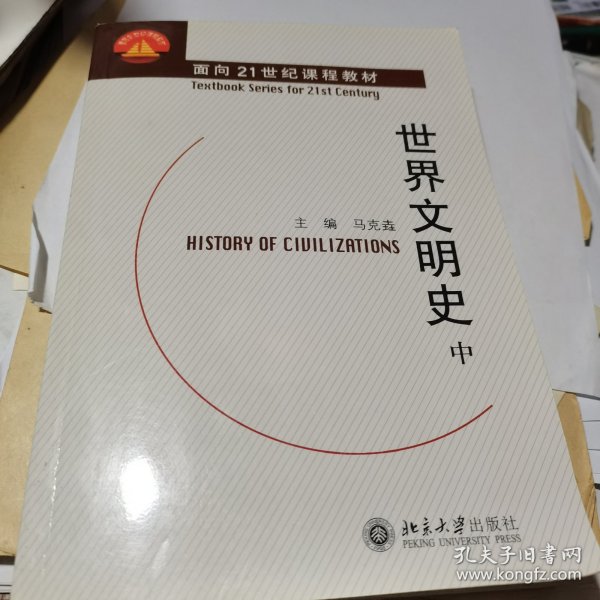 面向21世纪课程教材
Textbook Series for 21st Century
世界文明史 中
主编 马克垚
HISTORY OF CIVILIZATIONS
北京大学出版社
PEKING UNIVERSITY PRESS
孔夫子旧书网
www.kongfz.com